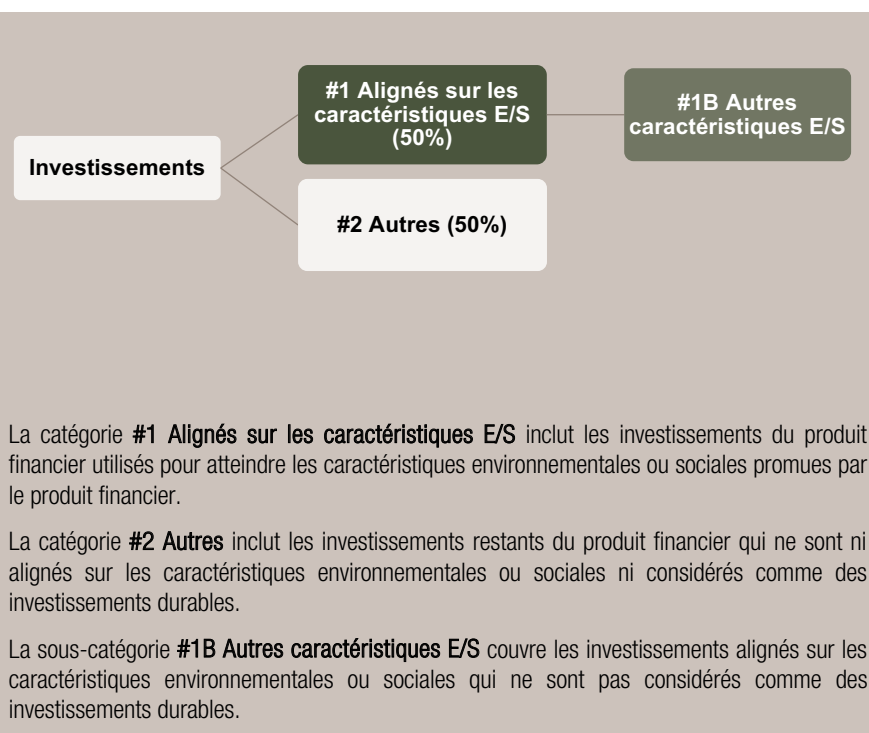 #1 Alignés sur les
caractéristiques E/S
(50%)
#1B Autres
caractéristiques E/S
Investissements
#2 Autres (50%)
La catégorie #1 Alignés sur les caractéristiques E/S inclut les investissements du produit
financier utilisés pour atteindre les caractéristiques environnementales ou sociales promues par
le produit financier.
La catégorie #2 Autres inclut les investissements restants du produit financier qui ne sont ni
alignés sur les caractéristiques environnementales ou sociales ni considérés comme des
investissements durables.
La sous-catégorie #1B Autres caractéristiques E/S couvre les investissements alignés sur les
caractéristiques environnementales ou sociales qui ne sont pas considérés comme des
investissements durables.